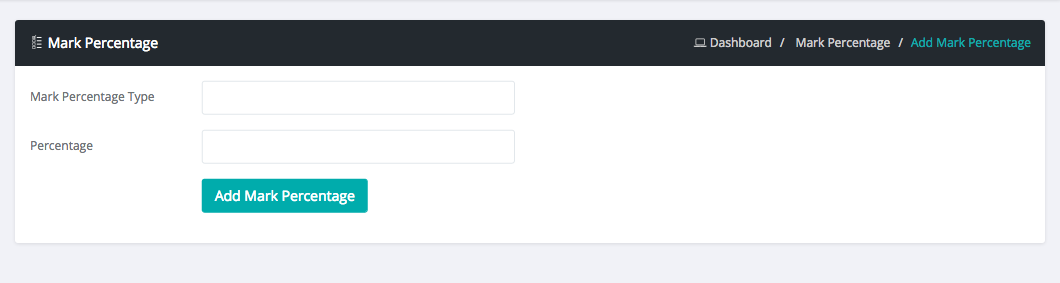 Mark Percentage
Dashboard / Mark Percentage / Add Mark Percentage
Mark Percentage Type
Percentage
Add Mark Percentage